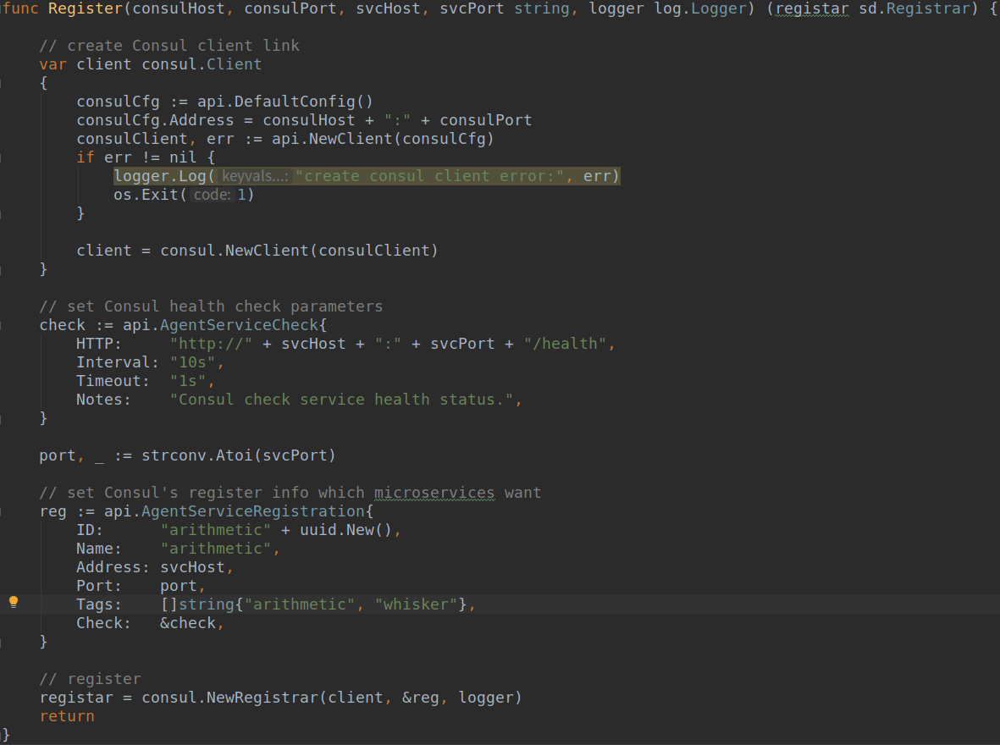 func Register(consulHost, consulPort, svcHost, svcPort string, logger log.Logger) (registar sd.Registrar) {
// create Consul client link
var client consul.Client
{
consulCfg := api.DefaultConfig()
consulCfg.Address = consulHost + ":" + consulPort
consulClient, err := api.NewClient(consulCfg)
if err != nil {
logger.Log( keyvals...: "create consul client error:", err)
os.Exit( code: 1)
}
client = consul.NewClient(consulClient)
}
// set Consul health check parameters
check := api.AgentServiceCheck{
HTTP:     "http://" + svcHost + ":" + svcPort + "/health",
Interval: "10s",
Timeout:  "1s",
Notes:    "Consul check service health status.",
}
port, _ := strconv.Atoi(svcPort)
// set Consul's register info which microservices want
reg := api.AgentServiceRegistration{
ID:      "arithmetic" + uuid.New(),
Name:    "arithmetic",
Address: svcHost,
Port:    port,
Tags:    []string{"arithmetic", "whisker"},
Check:   &check,
}
// register
registar = consul.NewRegistrar(client, &reg, logger)
return
}